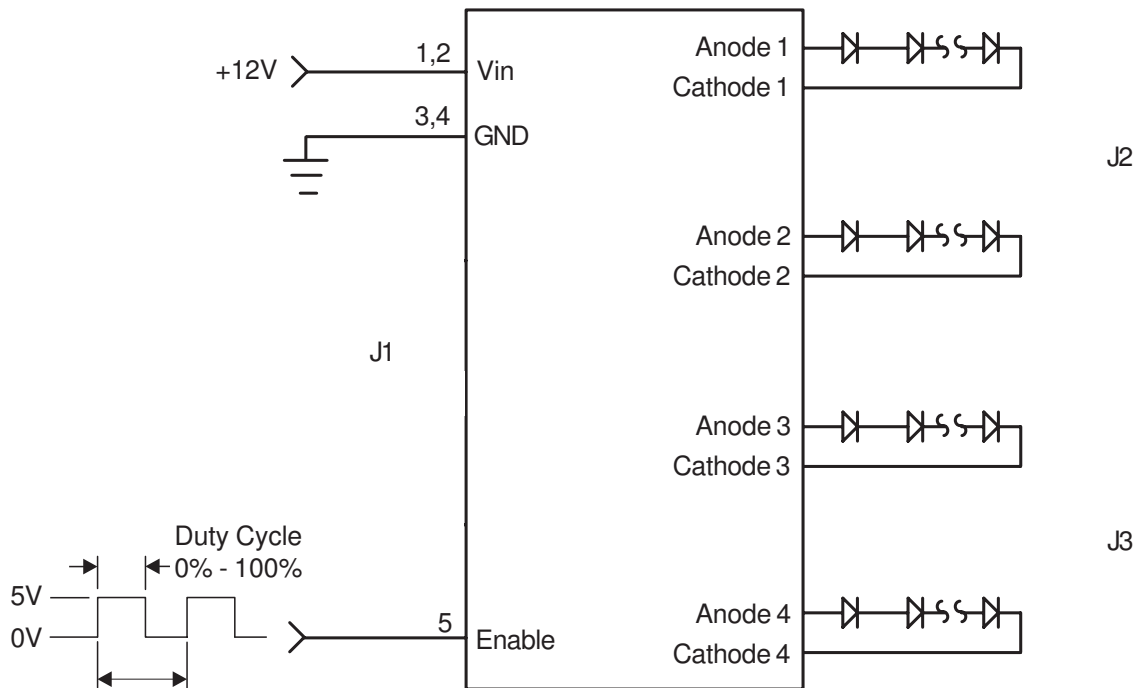 +12V
1,2
Vin
3,4
GND
J1
Duty Cycle
0% - 100%
5V
0V
5
Enable
Anode 1
Cathode 1
J2
Anode 2
Cathode 2
Anode 3
Cathode 3
J3
Anode 4
Cathode 4